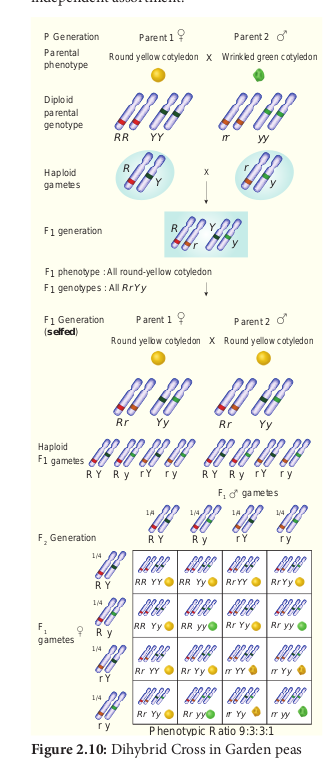 independent assortment.
P Generation Parent 1 ♀ Parent 2 ♂
Parental phenotype Round yellow cotyledon X Wrinkled green cotyledon
Diploid parental genotype
RR YY rr yy
Haploid gametes R Y X r y
F1 generation R r Y y
F1 phenotype : All round-yellow cotyledon
F1 genotypes : All RrYy
F1 Generation (selfed) Parent 1 ♀ Parent 2 ♂
Round yellow cotyledon X Round yellow cotyledon
Rr Yy Rr Yy
Haploid F1 gametes
R Y R y rY r y R Y R y r Y r y
F1 ♂ gametes
1/4 1/4 1/4 1/4
R Y R y r Y r y
F2 Generation
1/4
R Y RR YY RR Yy RrYY RrYy
1/4
F1 gametes ♀
R y RR Yy RR yy Rr Yy Rr yy
1/4
rY Rr YY Rr Yy rr YY rr Yy
1/4
r y Rr Yy Rr yy rr Yy rr yy
Phenotypic Ratio 9:3:3:1
Figure 2.10: Dihybrid Cross in Garden peas